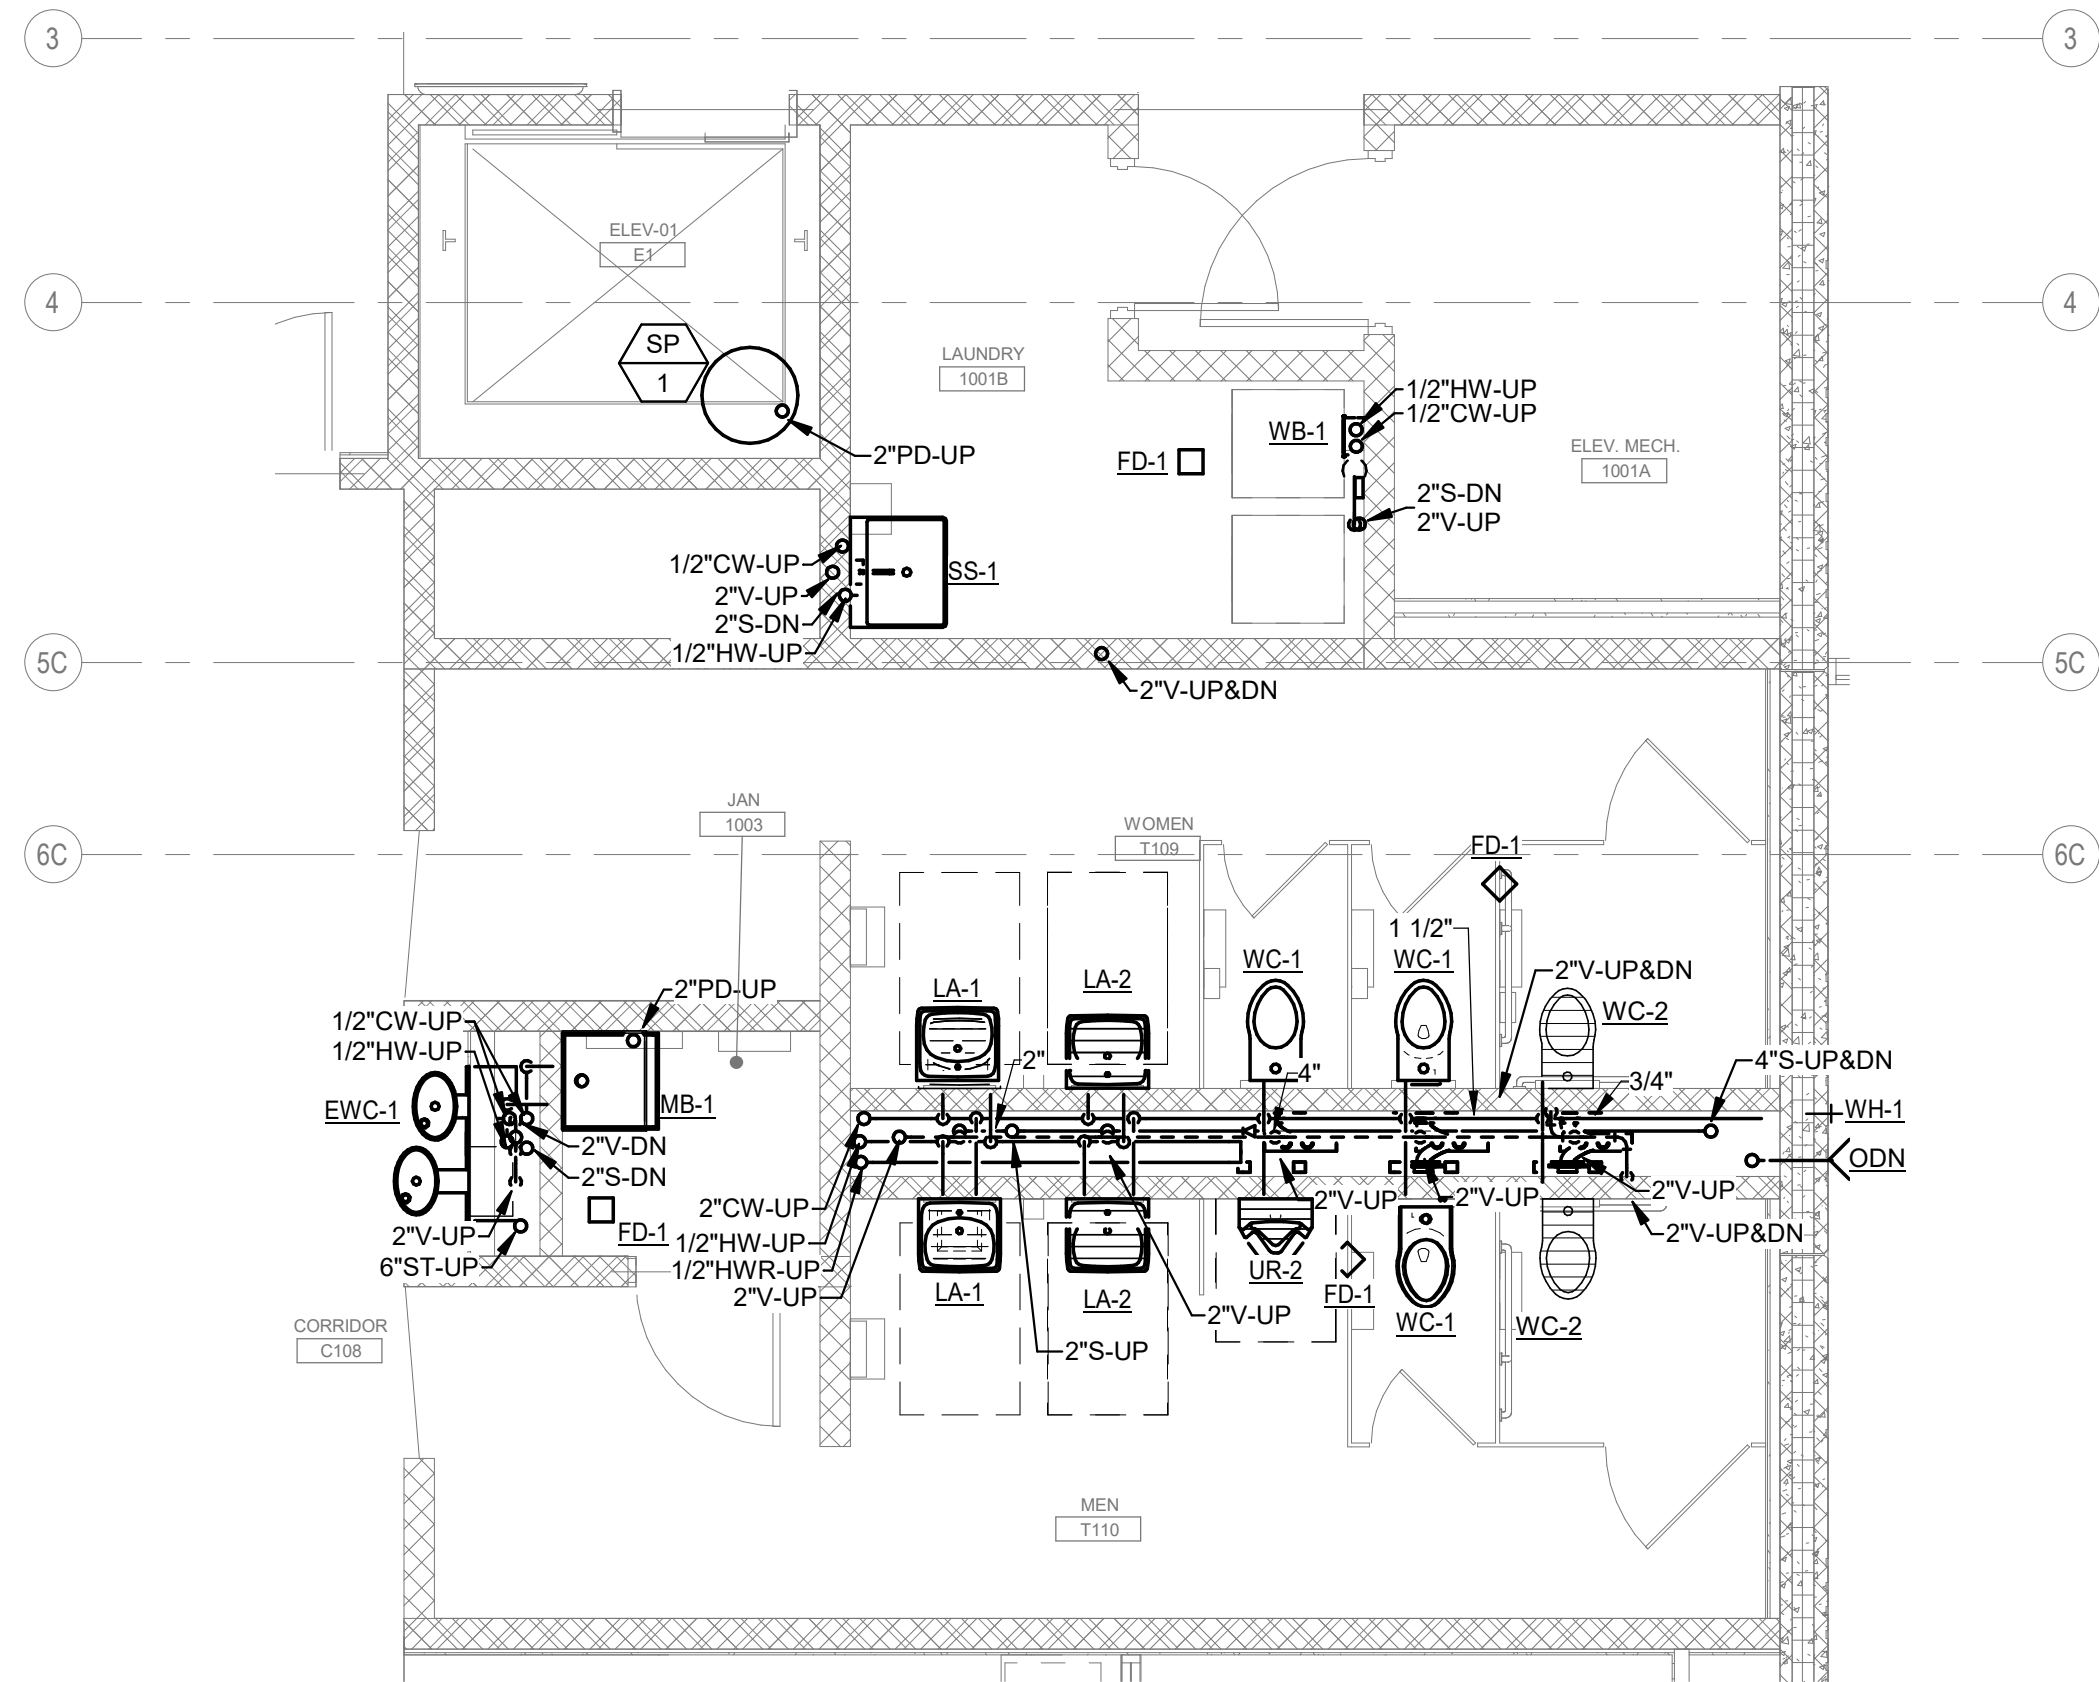 3
3
ELEV-01
E1
4
4
SP
1
LAUNDRY
1001B
1/2"HW-UP
1/2"CW-UP
WB-1
FD-1
ELEV. MECH.
1001A
2"PD-UP
2"S-DN
2"V-UP
1/2"CW-UP
SS-1
2"V-UP
2"S-DN
1/2"HW-UP
5C
5C
2"V-UP&DN
JAN
1003
WOMEN
T109
6C
6C
FD-1
1 1/2"
2"PD-UP
LA-1
LA-2
WC-1
WC-1
2"V-UP&DN
WC-2
1/2"CW-UP
1/2"HW-UP
2"
4"
4"S-UP&DN
3/4"
EWC-1
MB-1
WH-1
2"V-DN
2"S-DN
ODN
2"CW-UP
2"V-UP
2"V-UP
2"V-UP
2"V-UP
6"ST-UP
FD-1
1/2"HW-UP
2"V-UP&DN
1/2"HWR-UP
2"V-UP
LA-1
LA-2
UR-2
FD-1
2"V-UP
WC-1
WC-2
2"S-UP
CORRIDOR
C108
MEN
T110